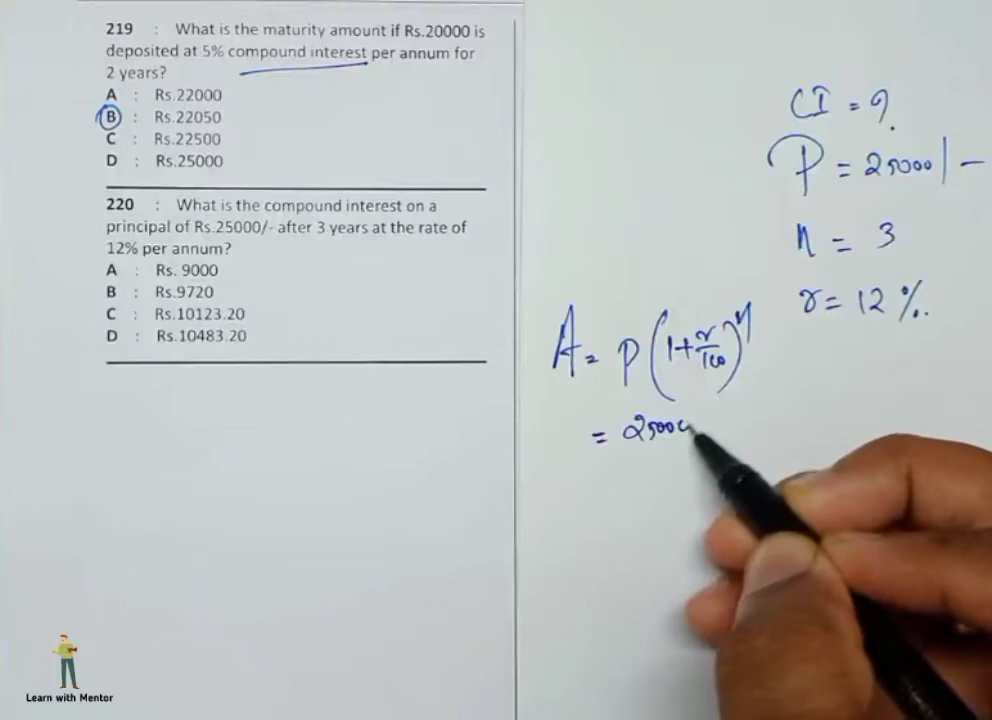 219 : What is the maturity amount if Rs.20000 is
deposited at 5% compound interest per annum for
2 years?
A : Rs.22000
B : Rs.22050
C : Rs.22500
D : Rs.25000
220 : What is the compound interest on a
principal of Rs.25000/- after 3 years at the rate of
12% per annum?
A : Rs. 9000
B : Rs.9720
C : Rs.10123.20
D : Rs.10483.20
CI = ?
P = 25000/-
n = 3
r = 12%.
A = P(1+r/100)^n
= 25000
Learn with Mentor